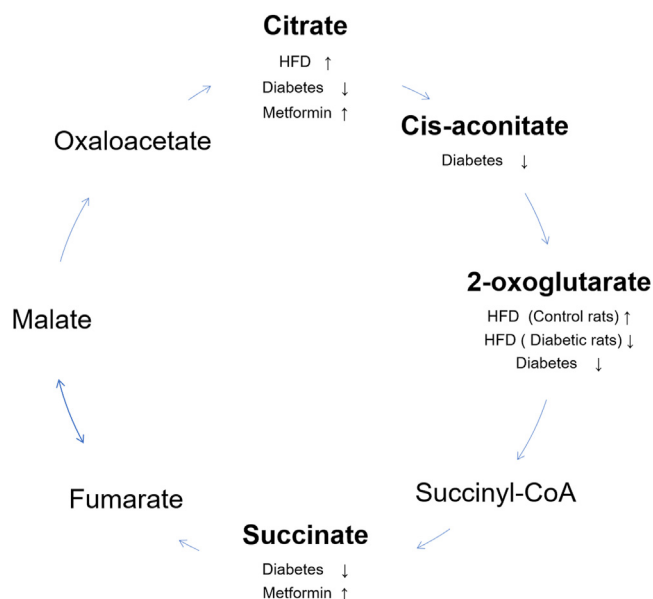 Citrate
HFD ↑
Diabetes ↓
Metformin ↑
Cis-aconitate
Diabetes ↓
2-oxoglutarate
HFD (Control rats) ↑
HFD ( Diabetic rats) ↓
Diabetes ↓
Succinyl-CoA
Succinate
Diabetes ↓
Metformin ↑
Fumarate
Malate
Oxaloacetate